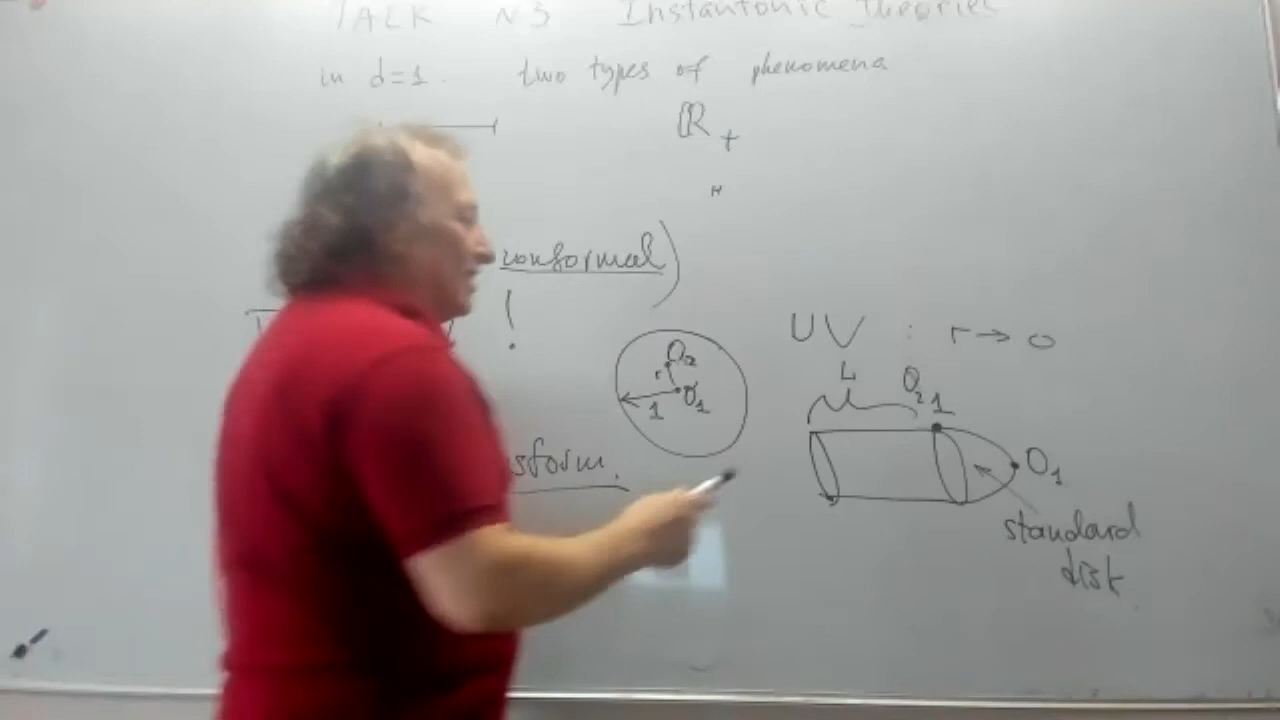 TALK N3 Instantonic Theories
in d=1. two types of phenomena
R+
conformal)
!
UV : r → 0
L O2 1
O2
r
1 O1
O1
sform.
standard
disk